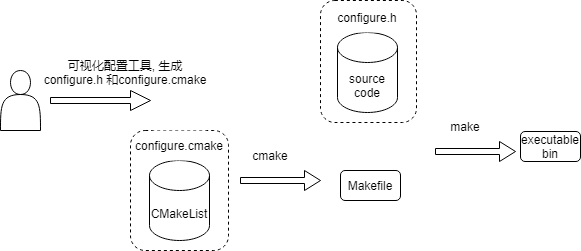 configure.h
可视化配置工具, 生成
configure.h 和configure.cmake
source
code
configure.cmake
cmake
make
executable
bin
CMakeList
Makefile